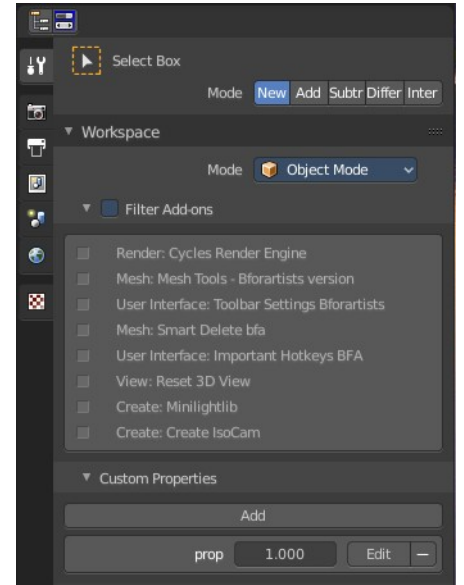 Select Box
Mode New Add Subtr Differ Inter
Workspace
Mode Object Mode
Filter Add-ons
Render: Cycles Render Engine
Mesh: Mesh Tools - Bforartists version
User Interface: Toolbar Settings Bforartists
Mesh: Smart Delete bfa
User Interface: Important Hotkeys BFA
View: Reset 3D View
Create: Minilightlib
Create: Create IsoCam
Custom Properties
Add
prop 1.000 Edit